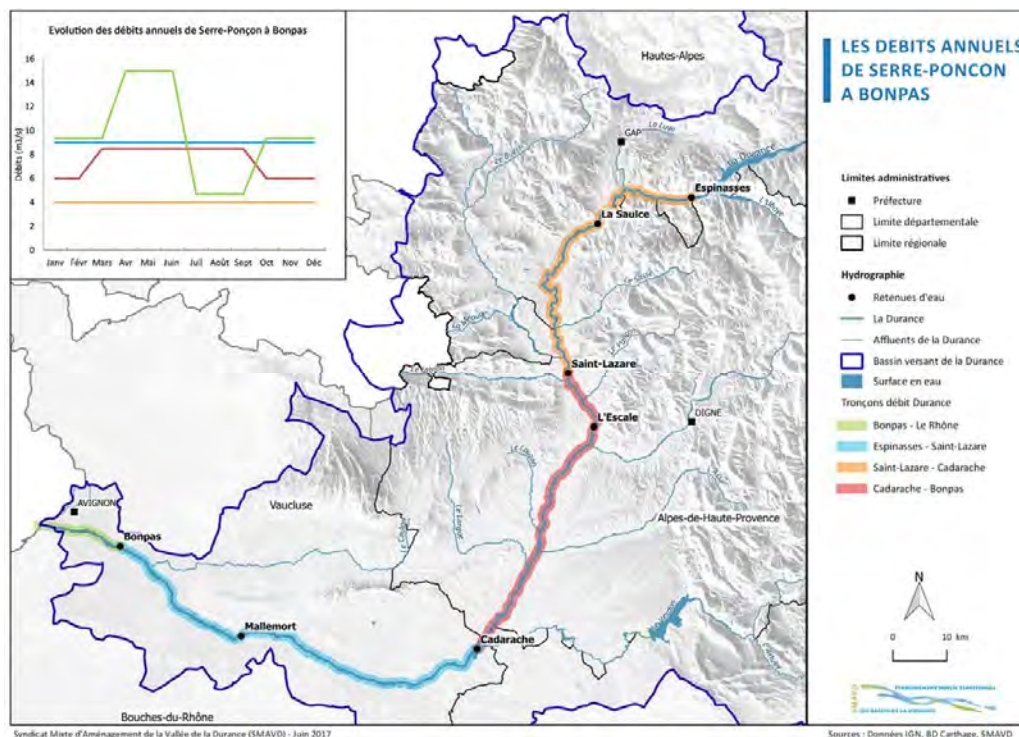 Evolution des débits annuels de Serre-Ponçon à Bonpas
16
14
12
10
8
6
4
2
0
Débits (m3/s)
Janv Févr Mars Avr Mai Juin Juil Août Sept Oct Nov Déc
LES DEBITS ANNUELS
DE SERRE-PONCON
A BONPAS
Limites administratives
Préfecture
Limite départementale
Limite régionale
Hydrographie
Retenues d'eau
La Durance
Affluents de la Durance
Bassin versant de la Durance
Surface en eau
Tronçons débit Durance
Bonpas - Le Rhône
Espinasses - Saint-Lazare
Saint-Lazare - Cadarache
Cadarache - Bonpas
N
0 10 km
Hautes-Alpes
GAP
La Luye
La Durance
Espinasses
L'Ubaye
La Saulce
Saint-Lazare
L'Escale
DIGNE
Vaucluse
AVIGNON
Bonpas
Alpes-de-Haute-Provence
Mallemort
Cadarache
Bouches-du-Rhône
SMAVD
Syndicat Mixte d'Aménagement de la Vallée de la Durance (SMAVD) - Juin 2017
Sources : Données IGN, BD Carthage, SMAVD